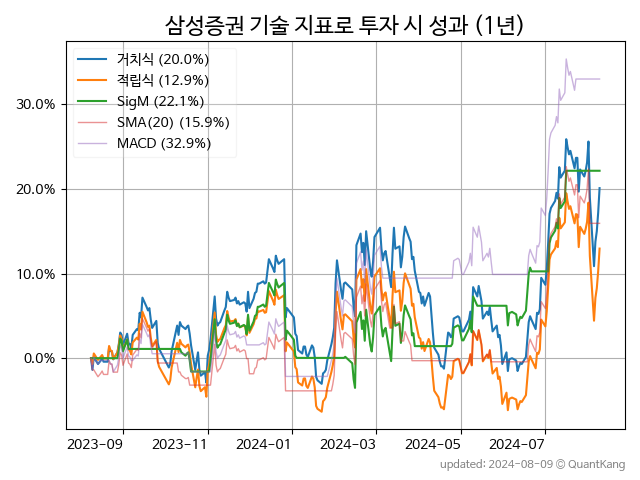 삼성증권 기술 지표로 투자 시 성과 (1년)
거치식 (20.0%)
적립식 (12.9%)
SigM (22.1%)
SMA(20) (15.9%)
MACD (32.9%)
30.0%
20.0%
10.0%
0.0%
2023-09 2023-11 2024-01 2024-03 2024-05 2024-07
updated: 2024-08-09 © QuantKang